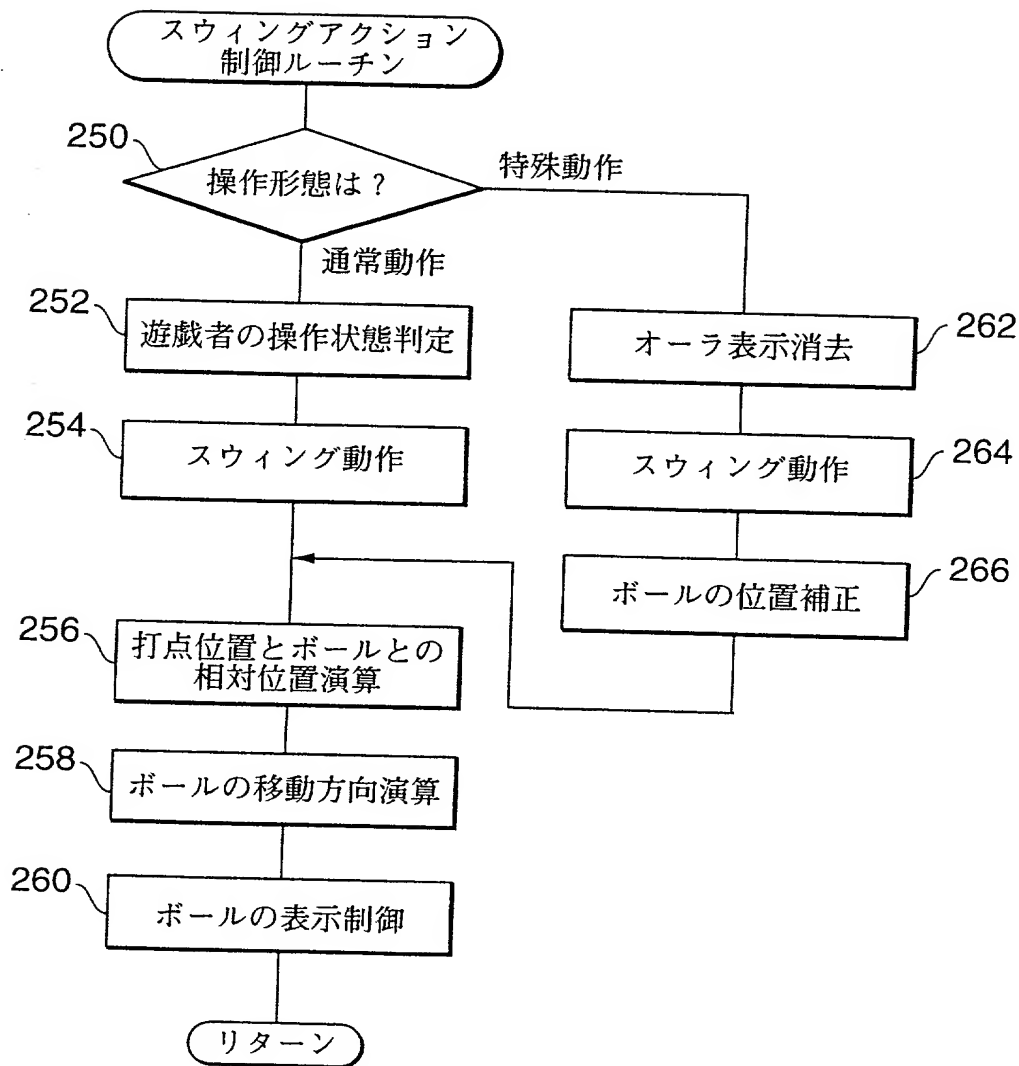 スウィングアクション
制御ルーチン
250
操作形態は？
特殊動作
通常動作
252
遊戯者の操作状態判定
254
スウィング動作
262
オーラ表示消去
264
スウィング動作
266
ボールの位置補正
256
打点位置とボールとの
相対位置演算
258
ボールの移動方向演算
260
ボールの表示制御
リターン